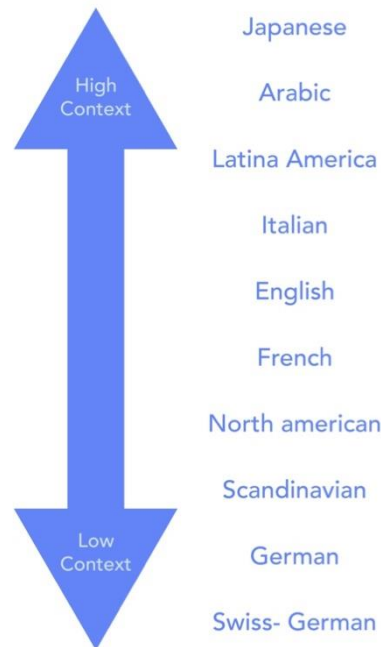 Japanese
High
Context
Arabic
Latina America
Italian
English
French
North american
Scandinavian
Low
Context
German
Swiss- German